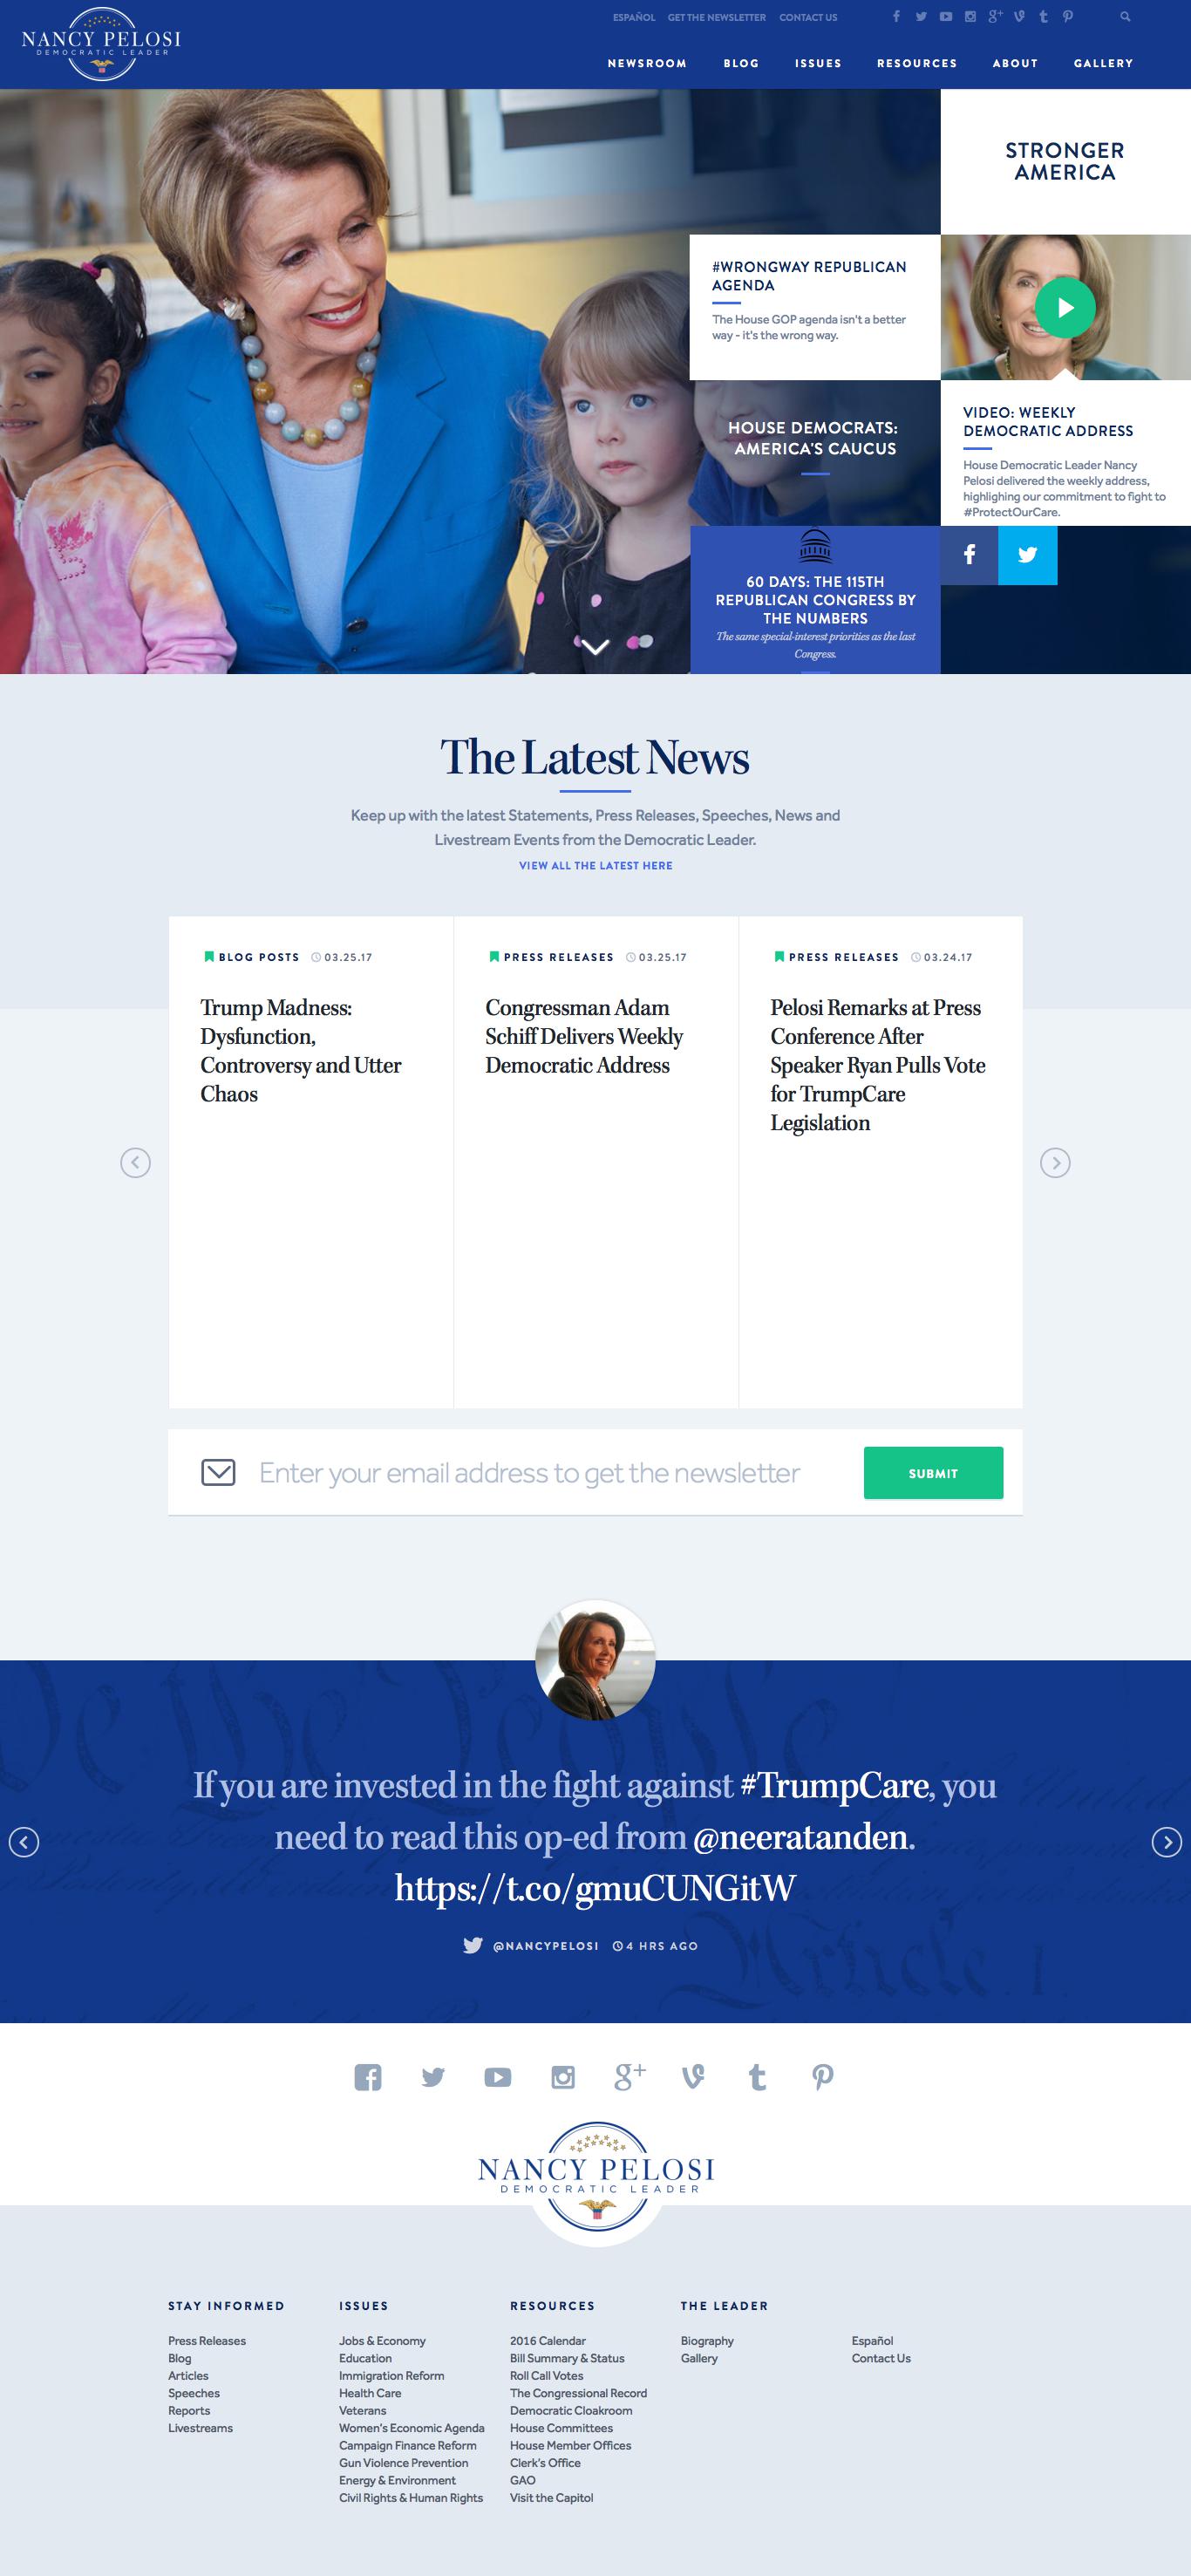 NANCY PELOSI
DEMOCRATIC LEADER
ESPAÑOL GET THE NEWSLETTER CONTACT US
NEWSROOM BLOG ISSUES RESOURCES ABOUT GALLERY
STRONGER
AMERICA
#WRONGWAY REPUBLICAN
AGENDA
The House GOP agenda isn't a better
way - it's the wrong way.
HOUSE DEMOCRATS:
AMERICA'S CAUCUS
VIDEO: WEEKLY
DEMOCRATIC ADDRESS
House Democratic Leader Nancy
Pelosi delivered the weekly address,
highlighting our commitment to fight to
#ProtectOurCare.
60 DAYS: THE 115TH
REPUBLICAN CONGRESS BY
THE NUMBERS
The same special-interest priorities as the last
Congress.
The Latest News
Keep up with the latest Statements, Press Releases, Speeches, News and
Livestream Events from the Democratic Leader.
VIEW ALL THE LATEST HERE
BLOG POSTS 03.25.17
Trump Madness:
Dysfunction,
Controversy and Utter
Chaos
PRESS RELEASES 03.25.17
Congressman Adam
Schiff Delivers Weekly
Democratic Address
PRESS RELEASES 03.24.17
Pelosi Remarks at Press
Conference After
Speaker Ryan Pulls Vote
for TrumpCare
Legislation
Enter your email address to get the newsletter
SUBMIT
We the People
If you are invested in the fight against #TrumpCare, you
need to read this op-ed from @neeratanden.
https://t.co/gmuCUNGitW
@NANCYPELOSI 4 HRS AGO
Article I
NANCY PELOSI
DEMOCRATIC LEADER
STAY INFORMED
Press Releases
Blog
Articles
Speeches
Reports
Livestreams
ISSUES
Jobs & Economy
Education
Immigration Reform
Health Care
Veterans
Women's Economic Agenda
Campaign Finance Reform
Gun Violence Prevention
Energy & Environment
Civil Rights & Human Rights
RESOURCES
2016 Calendar
Bill Summary & Status
Roll Call Votes
The Congressional Record
Democratic Cloakroom
House Committees
House Member Offices
Clerk's Office
GAO
Visit the Capitol
THE LEADER
Biography
Gallery
Español
Contact Us